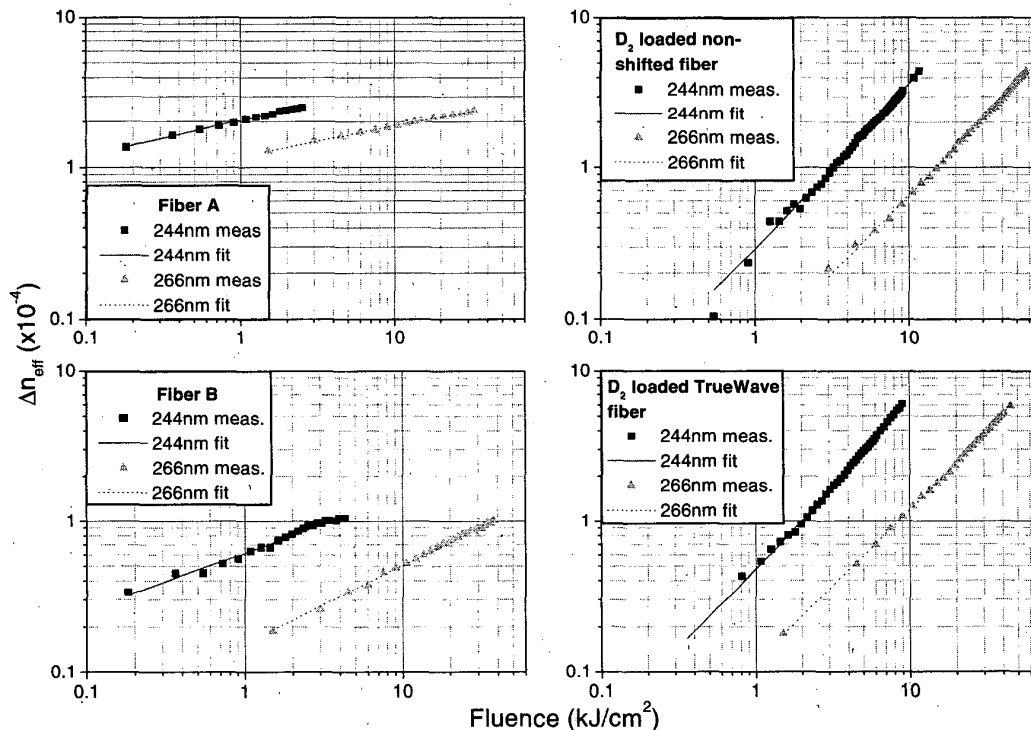 Δn_eff (x10⁻⁴)
10
1
0.1
0.1
1
10
Fiber A
244nm meas
244nm fit
266nm meas
266nm fit
10
1
0.1
0.1
1
10
D₂ loaded non-
shifted fiber
244nm meas.
244nm fit
266nm meas.
266nm fit
10
1
0.1
0.1
1
10
Fiber B
244nm meas.
244nm fit
266nm meas.
266nm fit
10
1
0.1
0.1
1
10
D₂ loaded TrueWave
fiber
244nm meas.
244nm fit
266nm meas.
266nm fit
Fluence (kJ/cm²)